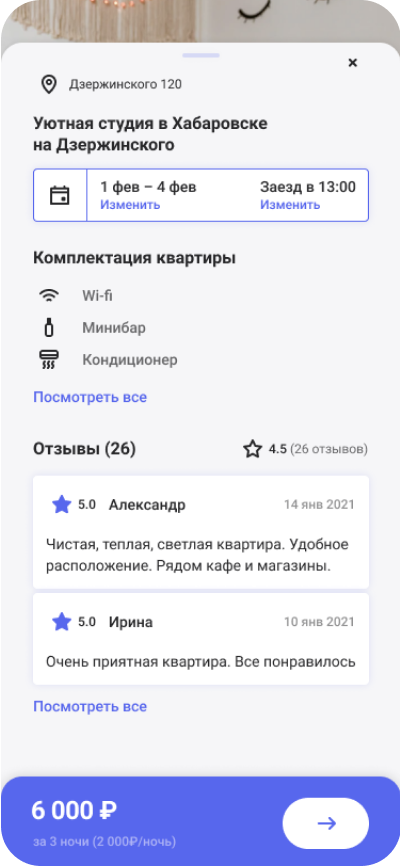 Дзержинского 120
Уютная студия в Хабаровске
на Дзержинского
1 фев – 4 фев
Изменить
Заезд в 13:00
Изменить
Комплектация квартиры
Wi-fi
Минибар
Кондиционер
Посмотреть все
Отзывы (26)
4.5 (26 отзывов)
5.0 Александр 14 янв 2021
Чистая, теплая, светлая квартира. Удобное
расположение. Рядом кафе и магазины.
5.0 Ирина 10 янв 2021
Очень приятная квартира. Все понравилось
Посмотреть все
6 000 ₽
за 3 ночи (2 000₽/ночь)